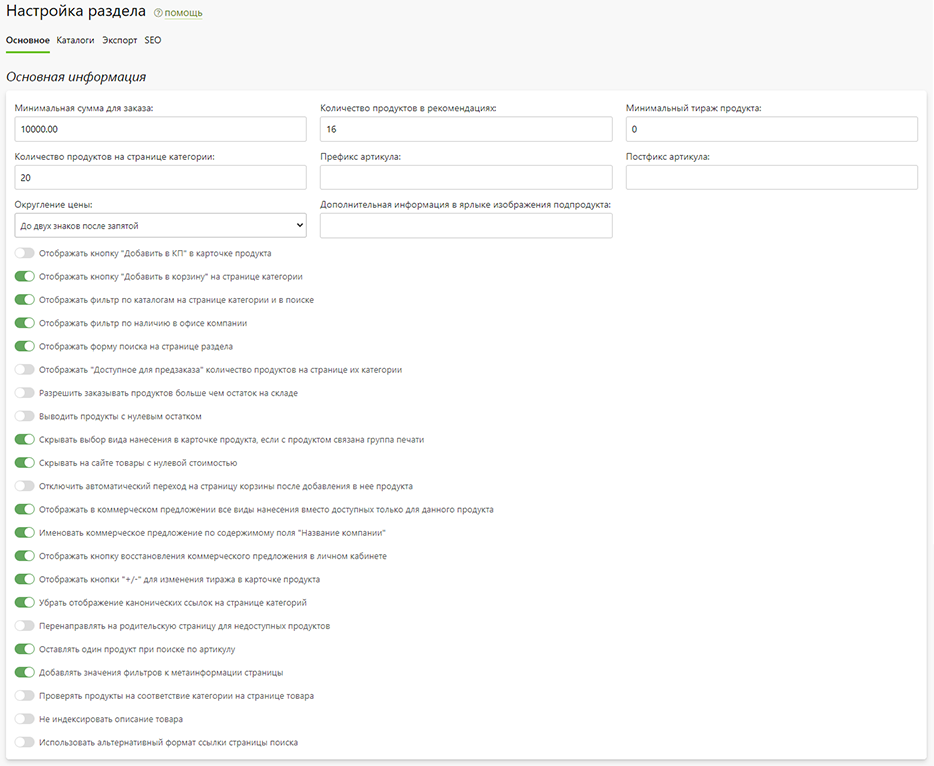 Настройка раздела ? помощь
Основное Каталоги Экспорт SEO
Основная информация
Минимальная сумма для заказа: Количество продуктов в рекомендациях: Минимальный тираж продукта:
10000.00 16 0
Количество продуктов на странице категории: Префикс артикула: Постфикс артикула:
20
Округление цены: Дополнительная информация в ярлыке изображения подпродукта:
До двух знаков после запятой
Отображать кнопку "Добавить в КП" в карточке продукта
Отображать кнопку "Добавить в корзину" на странице категории
Отображать фильтр по каталогам на странице категории и в поиске
Отображать фильтр по наличию в офисе компании
Отображать форму поиска на странице раздела
Отображать "Доступное для предзаказа" количество продуктов на странице их категории
Разрешить заказывать продуктов больше чем остаток на складе
Выводить продукты с нулевым остатком
Скрывать выбор вида нанесения в карточке продукта, если с продуктом связана группа печати
Скрывать на сайте товары с нулевой стоимостью
Отключить автоматический переход на страницу корзины после добавления в нее продукта
Отображать в коммерческом предложении все виды нанесения вместо доступных только для данного продукта
Именовать коммерческое предложение по содержимому поля "Название компании"
Отображать кнопку восстановления коммерческого предложения в личном кабинете
Отображать кнопки "+/-" для изменения тиража в карточке продукта
Убрать отображение канонических ссылок на странице категорий
Перенаправлять на родительскую страницу для недоступных продуктов
Оставлять один продукт при поиске по артикулу
Добавлять значения фильтров к метаинформации страницы
Проверять продукты на соответствие категории на странице товара
Не индексировать описание товара
Использовать альтернативный формат ссылки страницы поиска